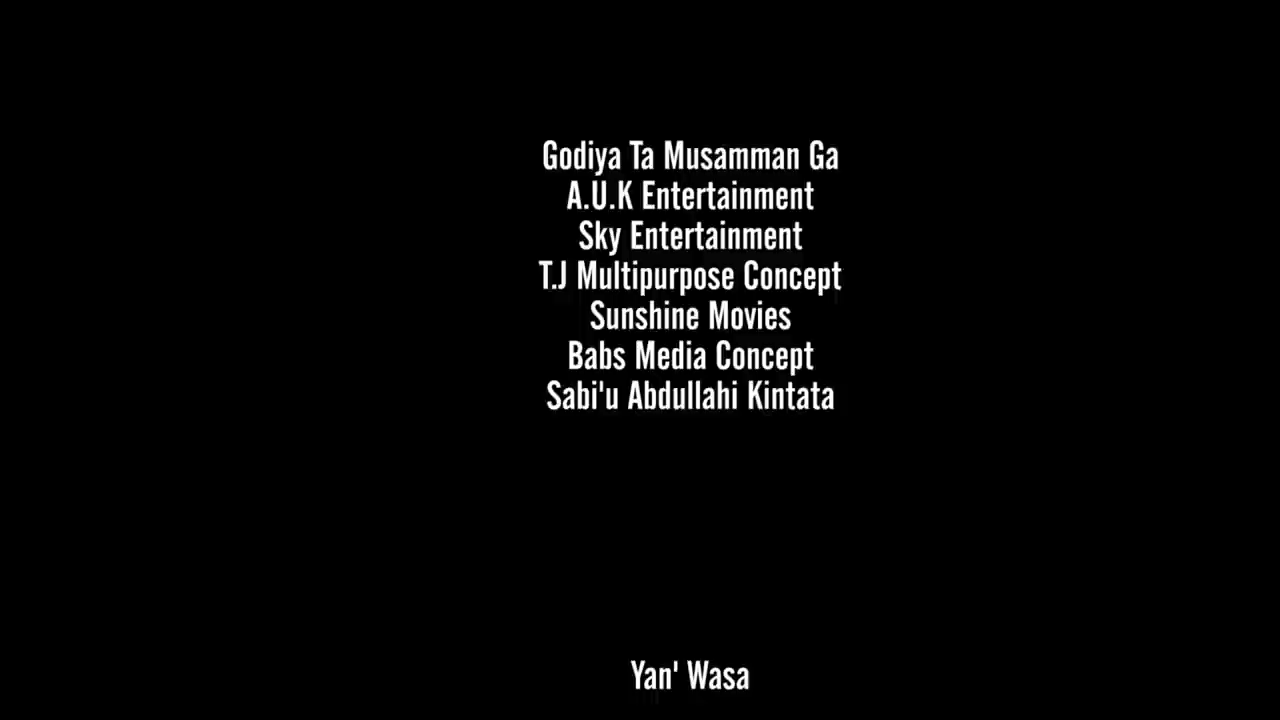 Godiya Ta Musamman Ga
A.U.K Entertainment
Sky Entertainment
T.J Multipurpose Concept
Sunshine Movies
Babs Media Concept
Sabi'u Abdullahi Kintata
Yan' Wasa